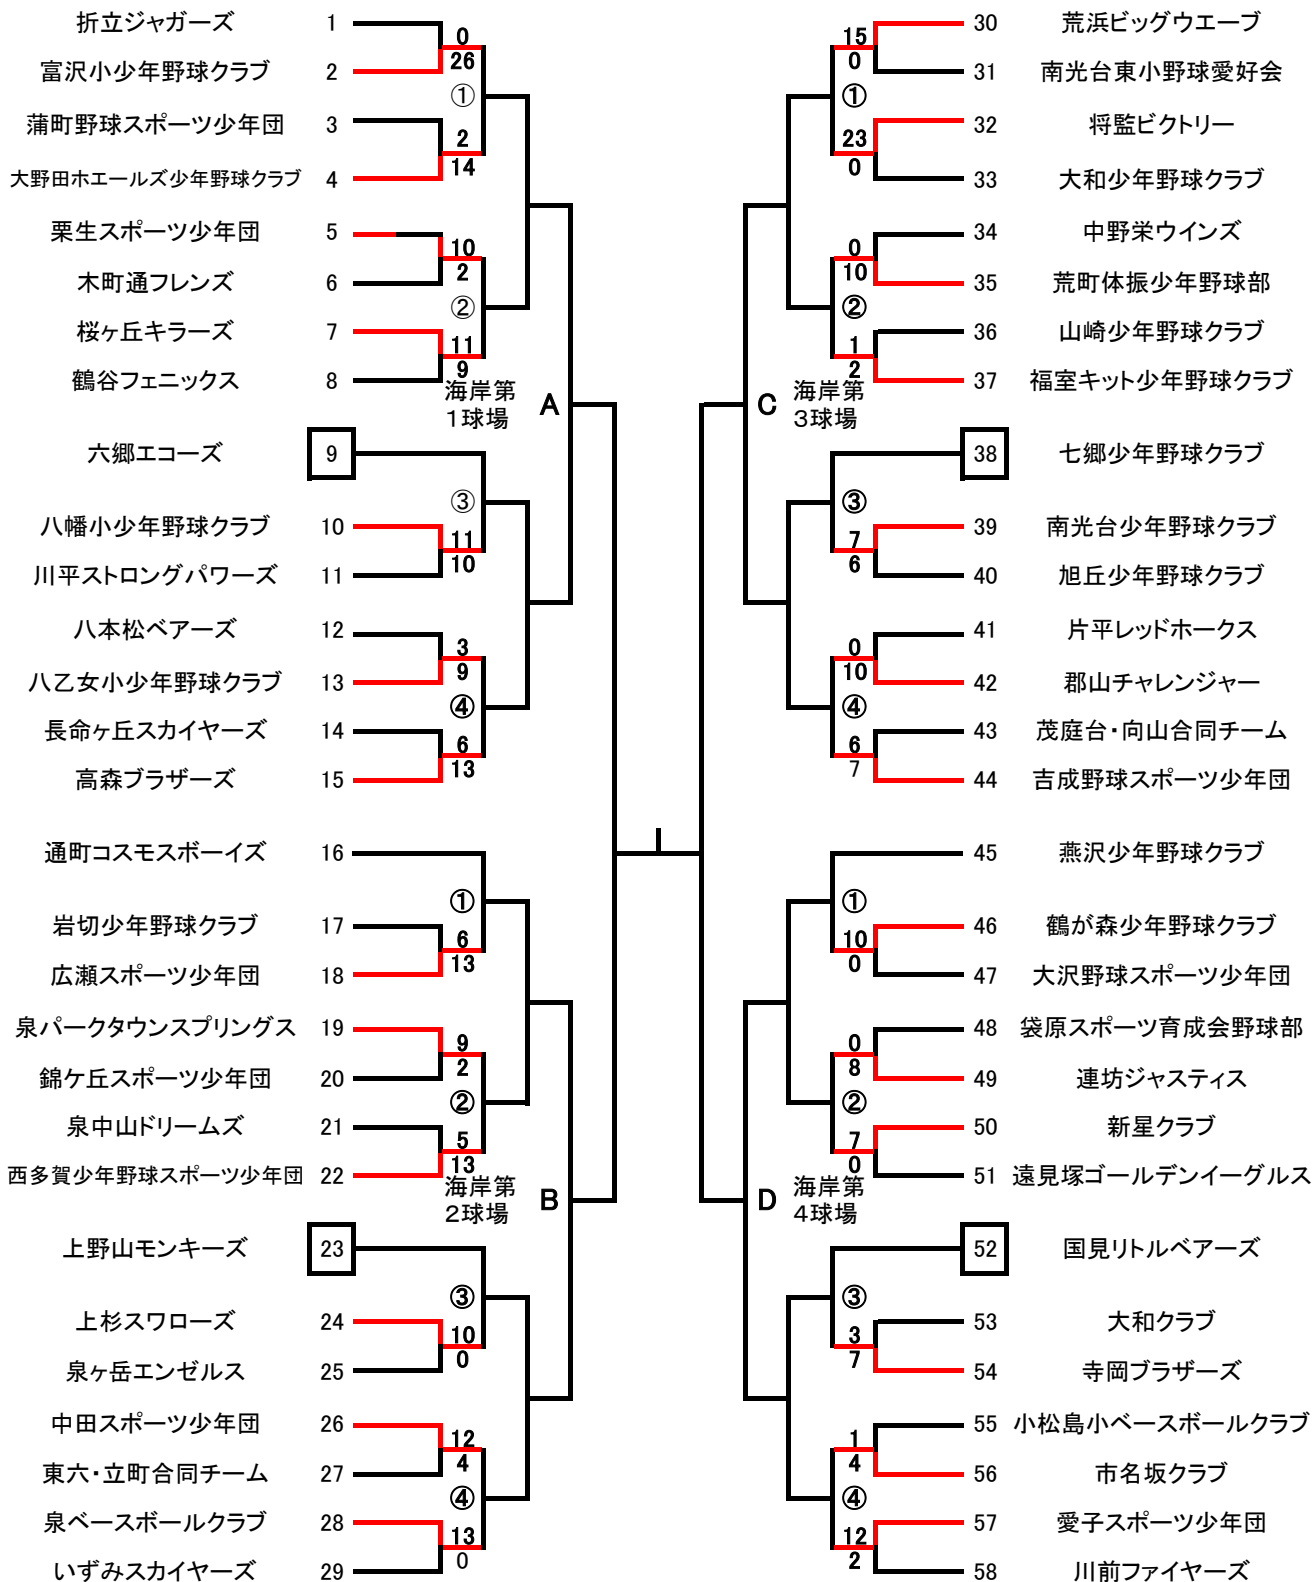 折立ジャガーズ 1
0
富沢小少年野球クラブ 2
26
①
蒲町野球スポーツ少年団 3
2
大野田ホエールズ少年野球クラブ 4
14
栗生スポーツ少年団 5
10
木町通フレンズ 6
2
②
桜ヶ丘キラーズ 7
11
鶴谷フェニックス 8
9
海岸第
1球場
A
六郷エコーズ 9
③
八幡小少年野球クラブ 10
11
川平ストロングパワーズ 11
10
八本松ベアーズ 12
3
八乙女小少年野球クラブ 13
9
④
長命ヶ丘スカイヤーズ 14
6
高森ブラザーズ 15
13
通町コスモスボーイズ 16
①
岩切少年野球クラブ 17
6
広瀬スポーツ少年団 18
13
泉パークタウンスプリングス 19
9
錦ケ丘スポーツ少年団 20
2
②
泉中山ドリームズ 21
5
西多賀少年野球スポーツ少年団 22
13
海岸第
2球場
B
上野山モンキーズ 23
③
上杉スワローズ 24
10
泉ヶ岳エンゼルス 25
0
中田スポーツ少年団 26
12
東六・立町合同チーム 27
4
④
泉ベースボールクラブ 28
13
いずみスカイヤーズ 29
0
30 荒浜ビッグウエーブ
15
31 南光台東小野球愛好会
0
①
32 将監ビクトリー
23
33 大和少年野球クラブ
0
34 中野栄ウインズ
0
35 荒町体振少年野球部
10
②
36 山崎少年野球クラブ
1
37 福室キット少年野球クラブ
2
C
海岸第
3球場
38 七郷少年野球クラブ
③
39 南光台少年野球クラブ
7
40 旭丘少年野球クラブ
6
41 片平レッドホークス
0
42 郡山チャレンジャー
10
④
43 茂庭台・向山合同チーム
6
44 吉成野球スポーツ少年団
7
45 燕沢少年野球クラブ
①
46 鶴が森少年野球クラブ
10
47 大沢野球スポーツ少年団
0
48 袋原スポーツ育成会野球部
0
49 連坊ジャスティス
8
②
50 新星クラブ
7
51 遠見塚ゴールデンイーグルス
0
D
海岸第
4球場
52 国見リトルベアーズ
③
53 大和クラブ
3
54 寺岡ブラザーズ
7
55 小松島小ベースボールクラブ
1
56 市名坂クラブ
4
④
57 愛子スポーツ少年団
12
58 川前ファイヤーズ
2